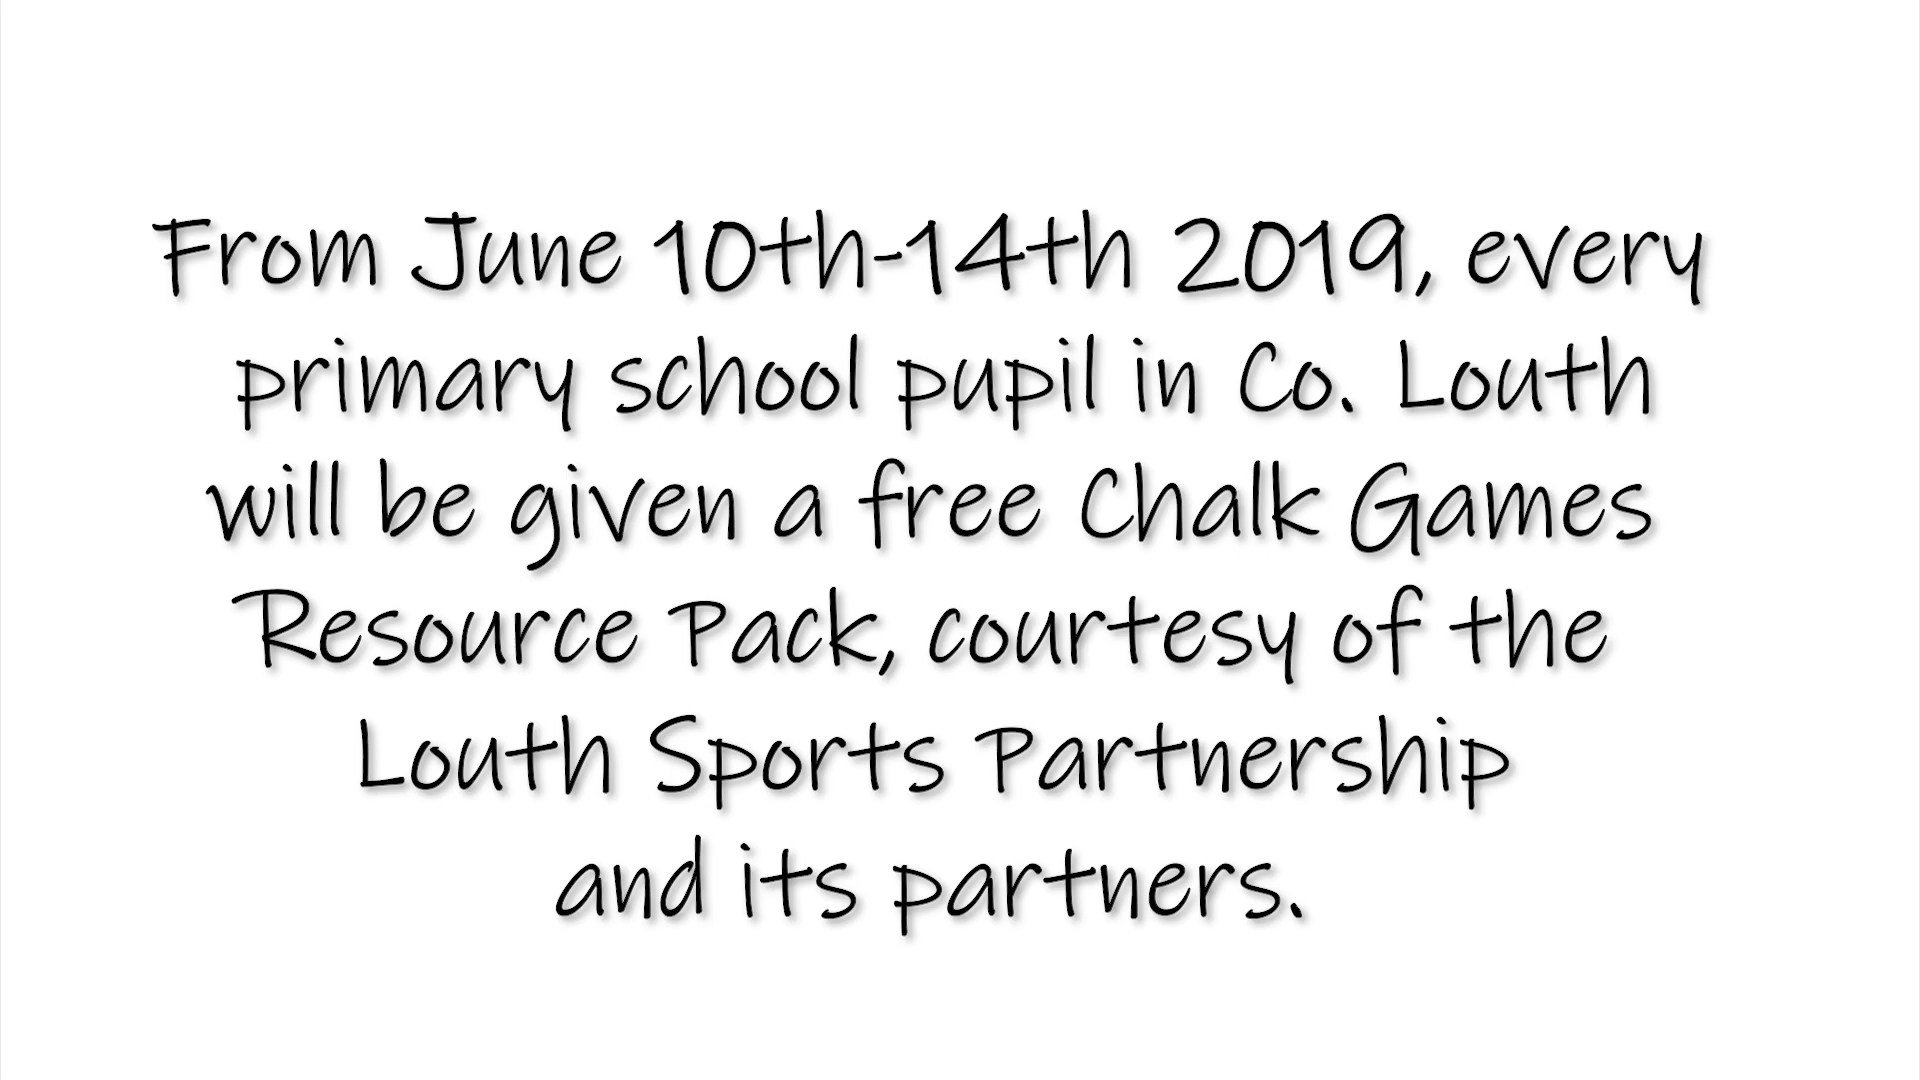 From June 10th-14th 2019, every
primary school pupil in Co. Louth
will be given a free Chalk Games
Resource Pack, courtesy of the
Louth Sports Partnership
and its partners.